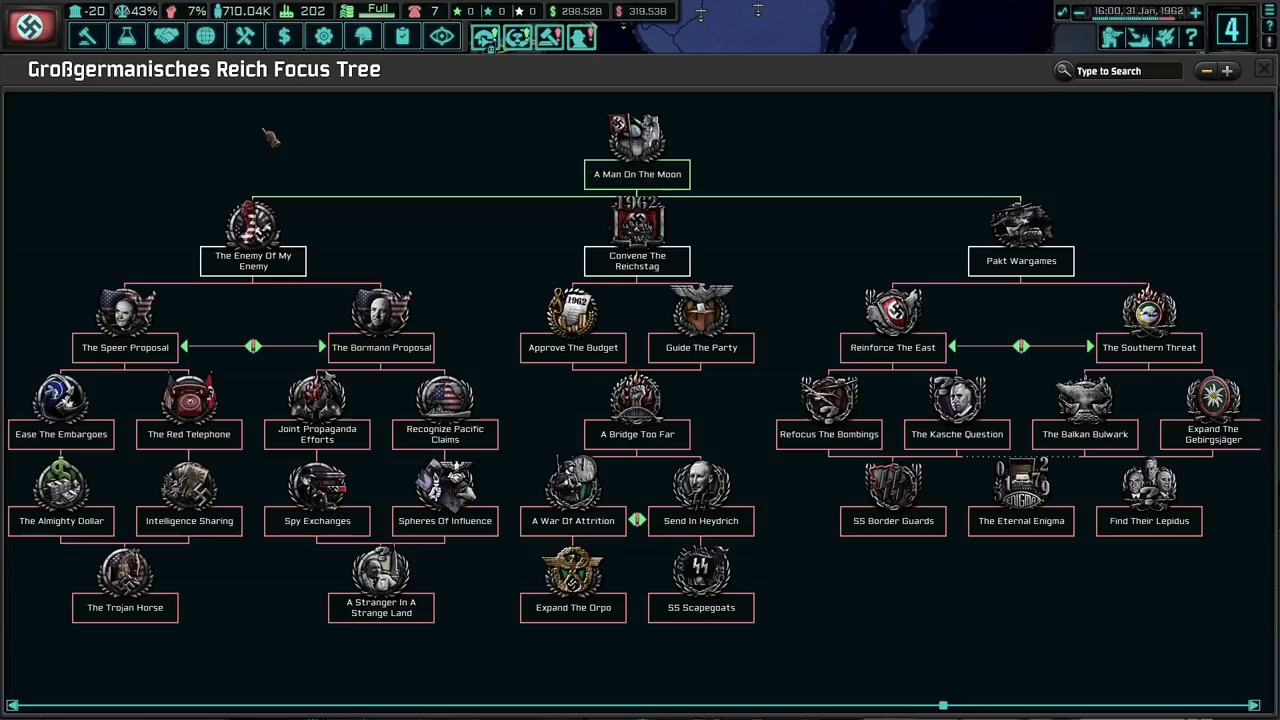 -20
43%
7%
710.04K
202
Full
7
0
0
0
298.52B
319.53B
16:00, 31 Jan, 1962
4
Großgermanisches Reich Focus Tree
Type to Search
A Man On The Moon
1962
The Enemy Of My
Enemy
Convene The
Reichstag
Pakt Wargames
1962
The Speer Proposal
The Bormann Proposal
Approve The Budget
Guide The Party
Reinforce The East
The Southern Threat
Ease The Embargoes
The Red Telephone
Joint Propaganda
Efforts
Recognize Pacific
Claims
A Bridge Too Far
Refocus The Bombings
The Kasche Question
The Balkan Bulwark
Expand The
Gebirgsjäger
ENIGMA
The Almighty Dollar
Intelligence Sharing
Spy Exchanges
Spheres Of Influence
A War Of Attrition
Send In Heydrich
SS Border Guards
The Eternal Enigma
Find Their Lepidus
The Trojan Horse
A Stranger In A
Strange Land
Expand The Orpo
SS Scapegoats